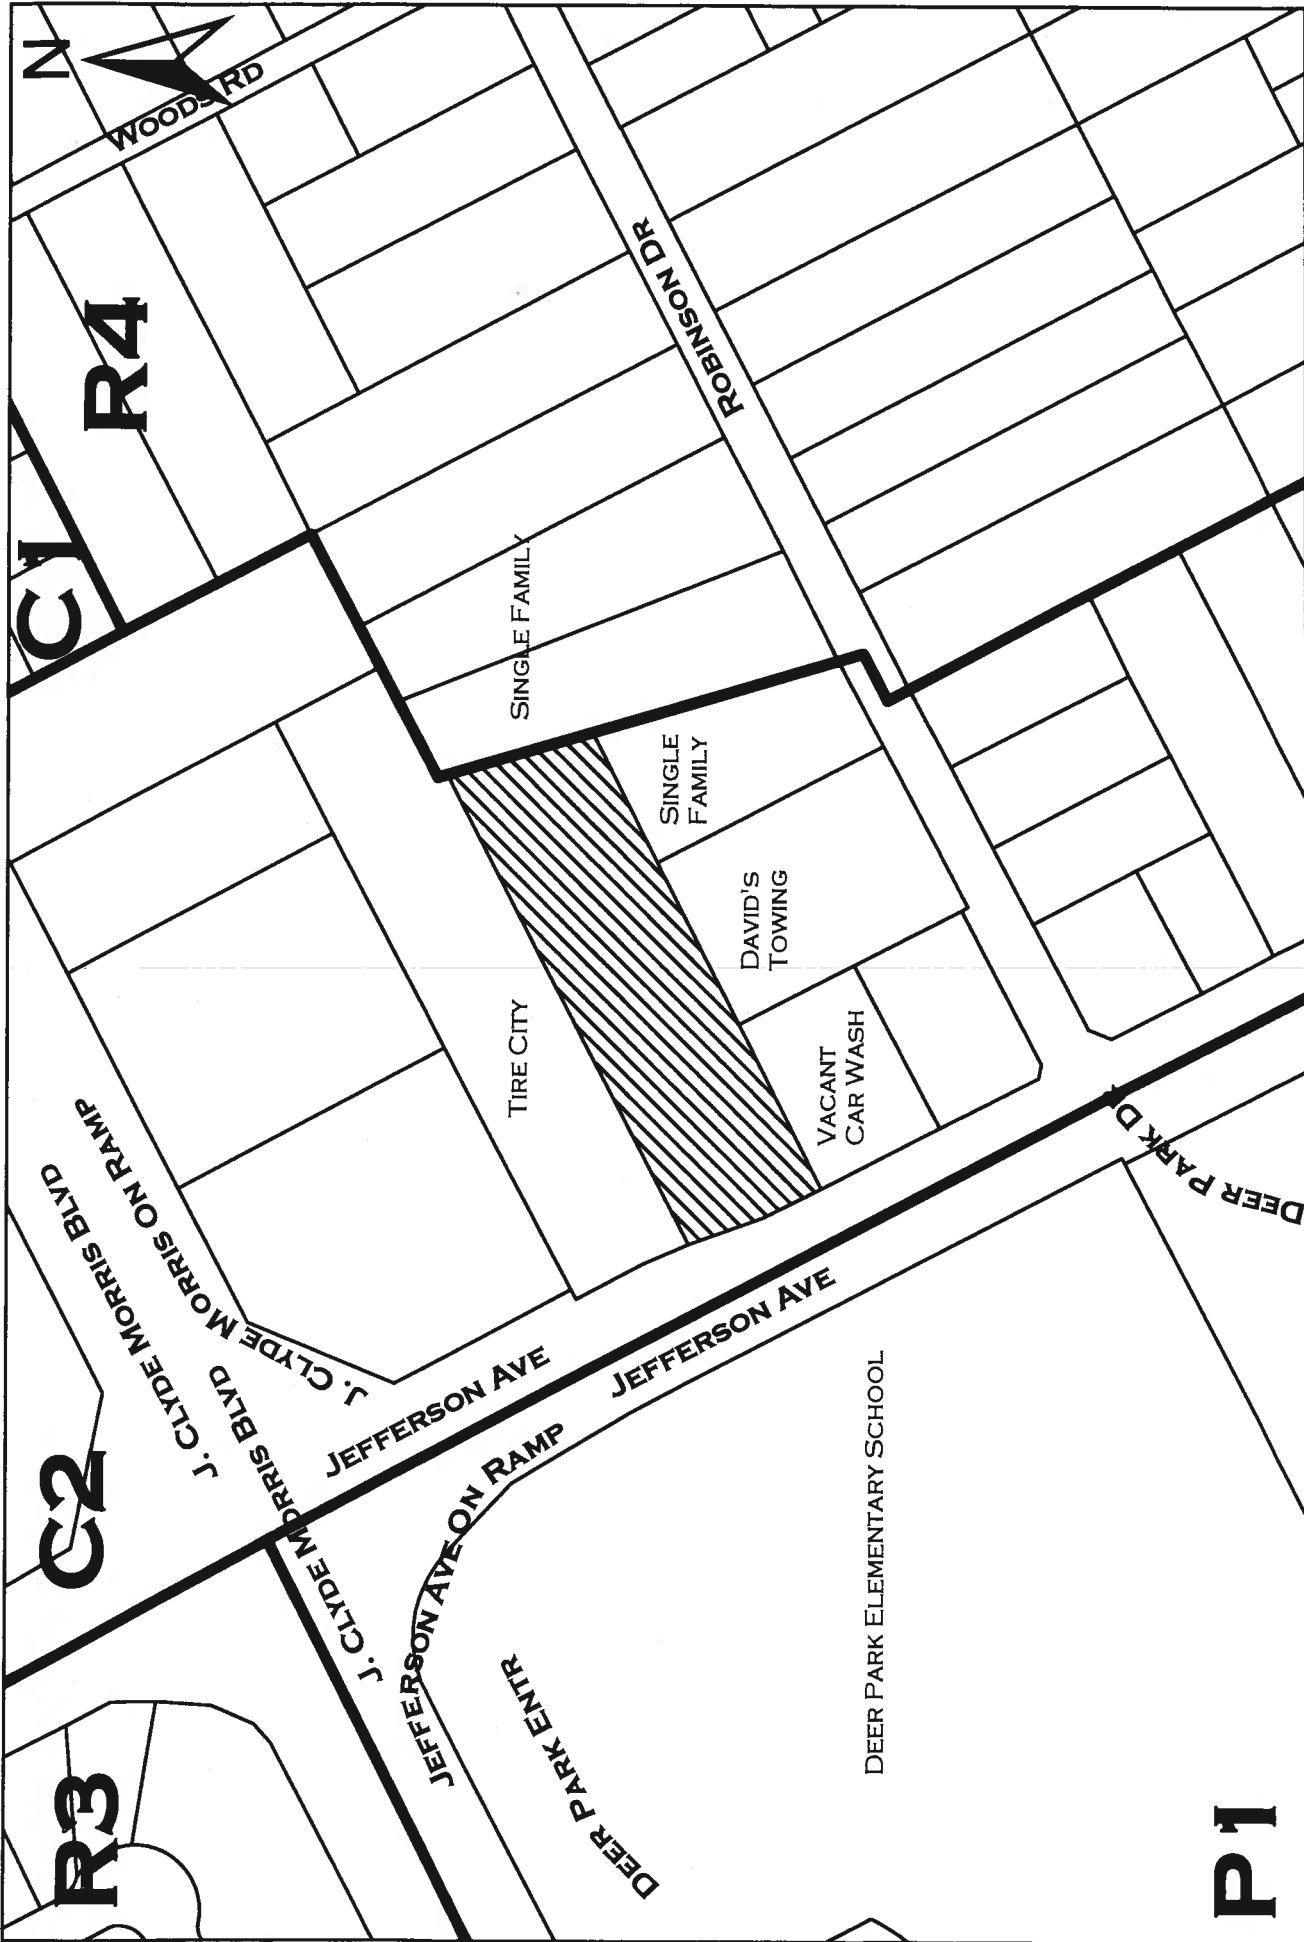 N
WOODS RD
R4
C1
ROBINSON DR
SINGLE FAMILY
SINGLE
FAMILY
DAVID'S
TOWING
TIRE CITY
VACANT
CAR WASH
J. CLYDE MORRIS ON RAMP
J. CLYDE MORRIS BLVD
J. CLYDE MORRIS BLVD
J. CLYDE MORRIS BLVD
JEFFERSON AVE
JEFFERSON AVE
DEER PARK D
DEER
C2
JEFFERSON AVE ON RAMP
DEER PARK ENTR
DEER PARK ELEMENTARY SCHOOL
R3
P1